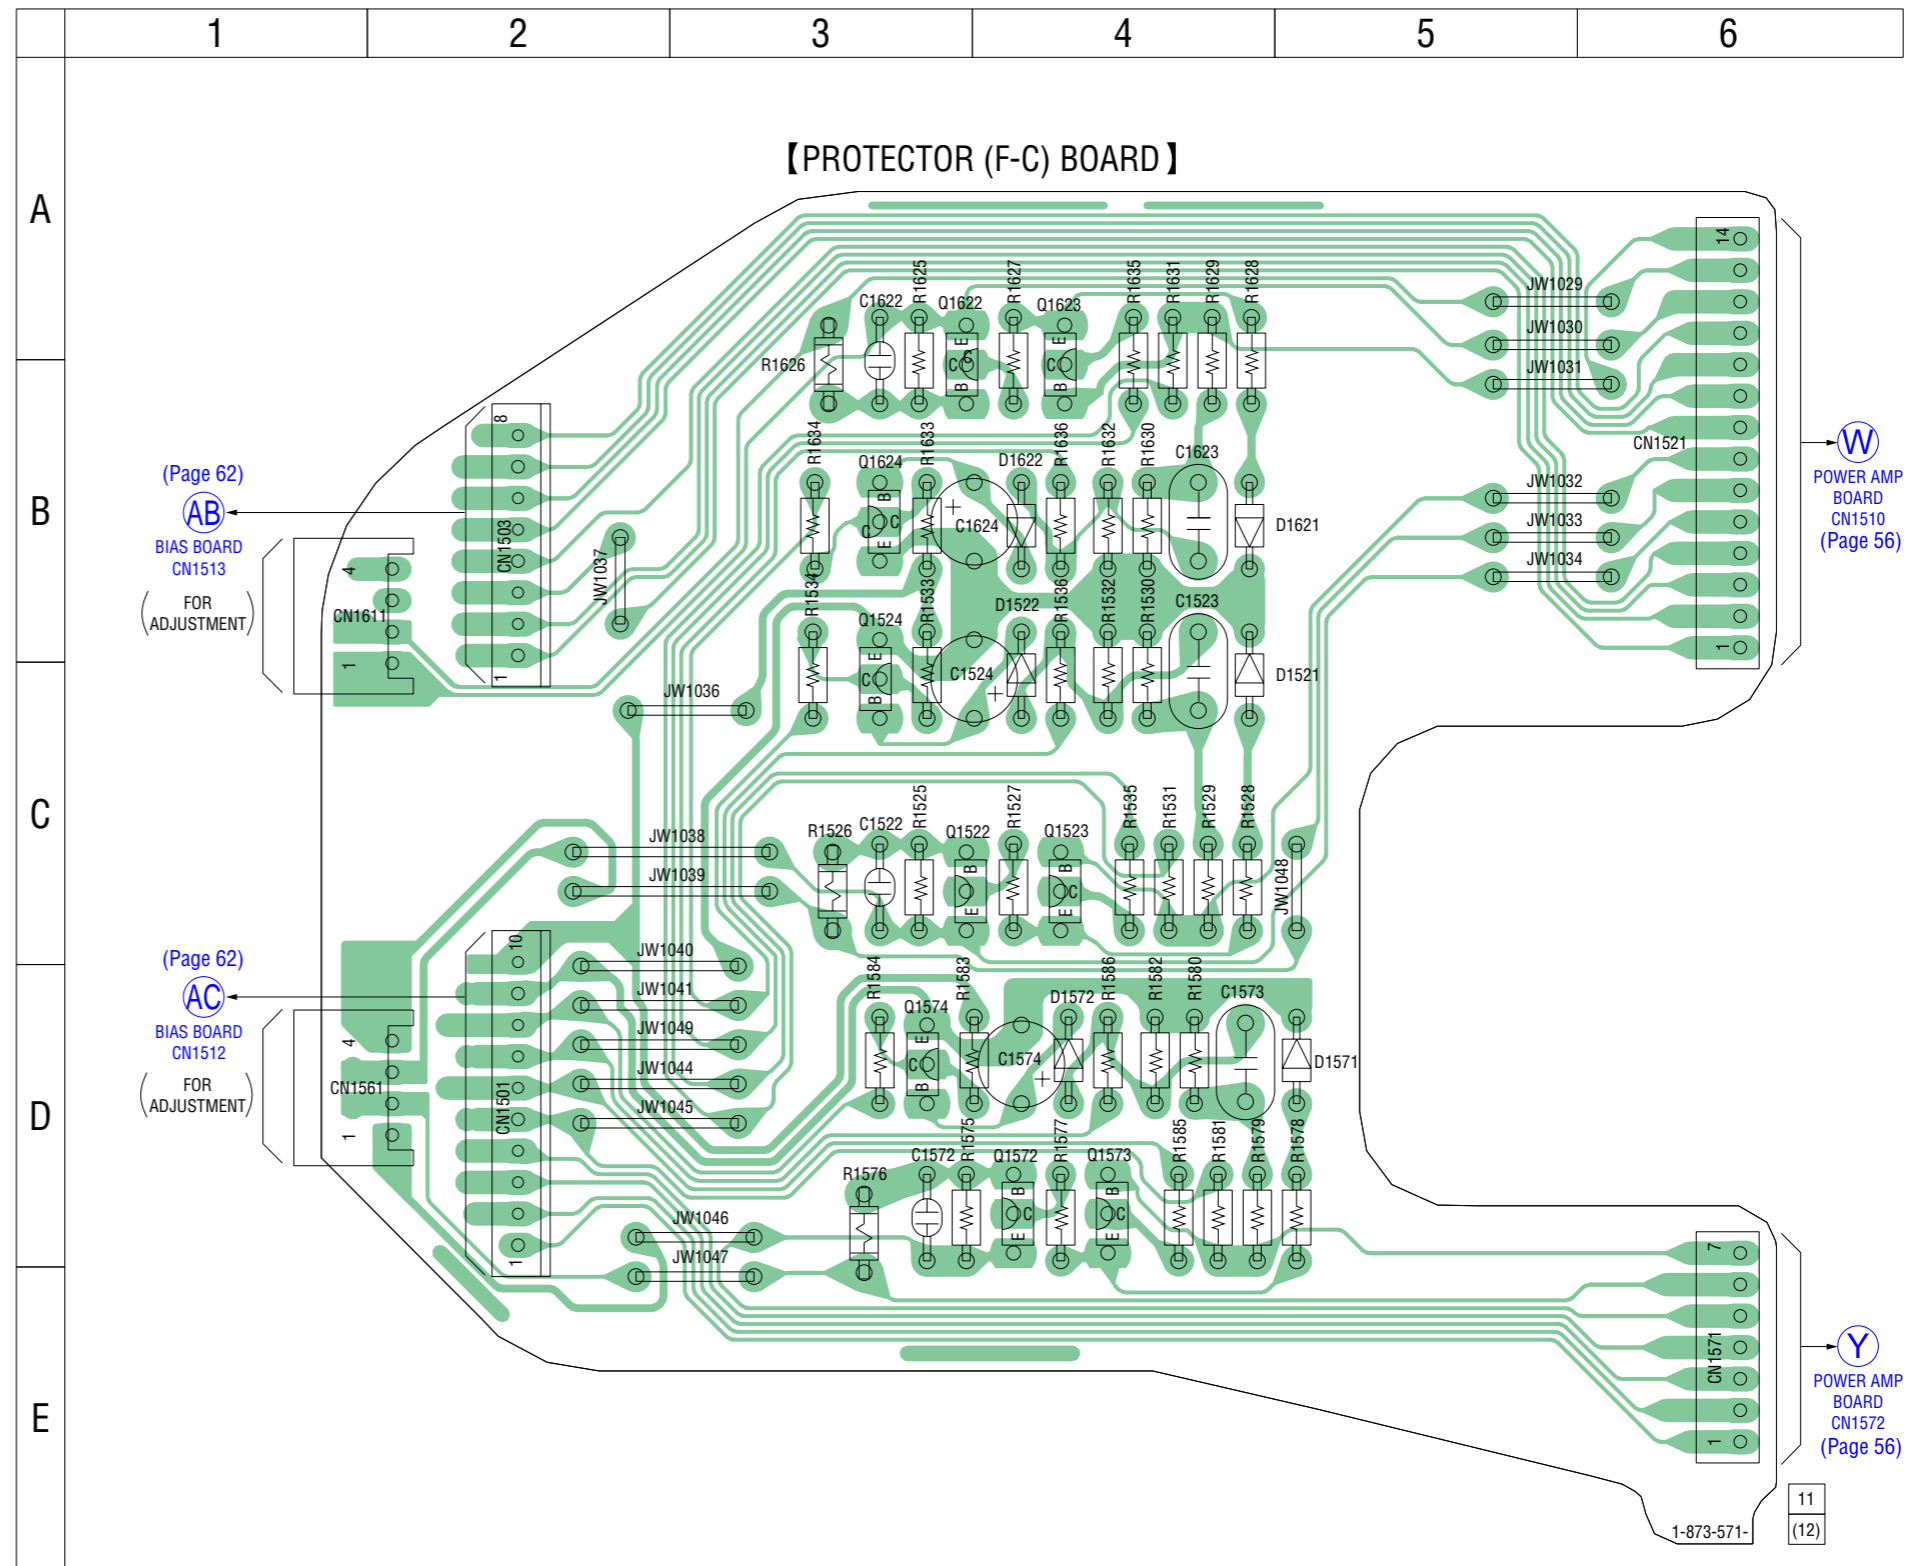 1 2 3 4 5 6
A
B
C
D
E
【PROTECTOR (F-C) BOARD】
R1625
R1627
R1635
R1631
R1629
R1628
C1622
Q1622
Q1623
R1626
E
C
C
B
E
C
B
14
JW1029
JW1030
JW1031
CN1521
JW1032
JW1033
JW1034
1
W
POWER AMP
BOARD
CN1510
(Page 56)
(Page 62)
AB
BIAS BOARD
CN1513
(FOR
ADJUSTMENT)
4
CN1611
1
8
CN1503
1
JW1037
R1634
Q1624
R1633
D1622
R1636
R1632
R1630
C1623
B
C
C
E
+
C1624
D1621
R1534
R1533
Q1524
D1522
R1536
R1532
R1530
C1523
E
C
B
C1524
+
D1521
JW1036
JW1038
JW1039
R1526
C1522
R1525
Q1522
R1527
Q1523
R1535
R1531
R1529
R1528
B
E
B
C
E
JW1048
(Page 62)
AC
BIAS BOARD
CN1512
(FOR
ADJUSTMENT)
4
CN1561
1
10
CN1501
1
JW1040
JW1041
JW1049
JW1044
JW1045
R1584
Q1574
R1583
D1572
R1586
R1582
R1580
C1573
E
C
B
C1574
+
D1571
R1576
C1572
R1575
Q1572
R1577
Q1573
R1585
R1581
R1579
R1578
B
C
E
B
C
E
JW1046
JW1047
7
CN1571
1
Y
POWER AMP
BOARD
CN1572
(Page 56)
1-873-571-
11
(12)